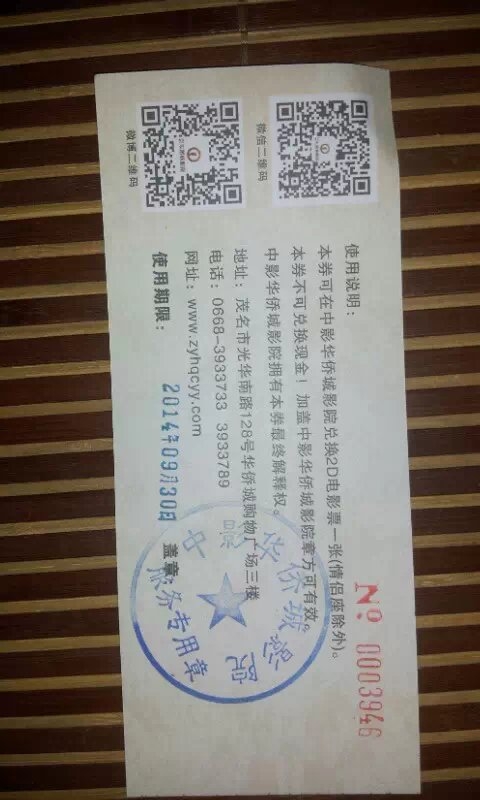 微信二维码
微博二维码
使用说明：
本券可在中影华侨城影院兑换2D电影票一张(情侣座除外)。
本券不可兑换现金！加盖中影华侨城影院章方可有效。
中影华侨城影院拥有本券最终解释权。
地址：茂名市光华南路128号华侨城购物广场三楼
电话：0668-3933733 3933789
网址：www.zyhqcyy.com
使用期限：
2014年09月30日
盖章：
中影华侨城影院
服务专用章
No 0003946